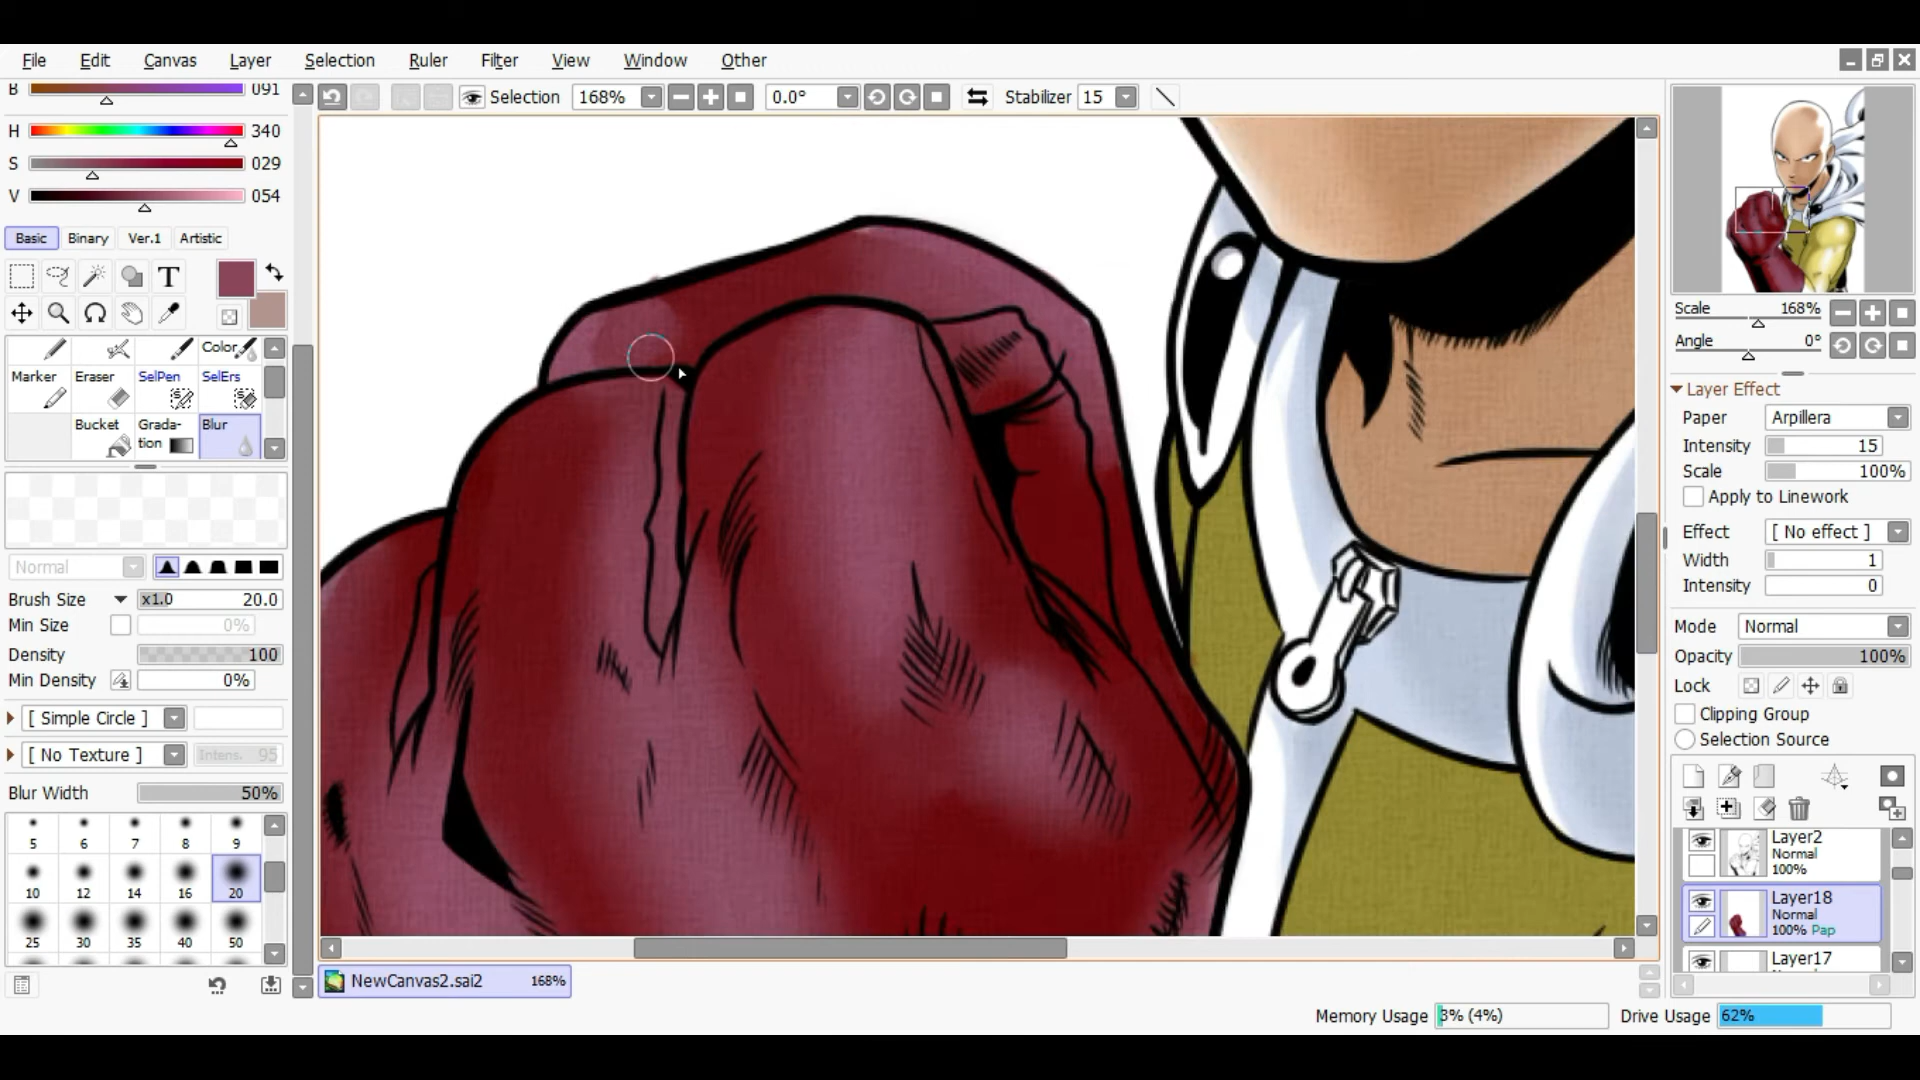 File Edit Canvas Layer Selection Ruler Filter View Window Other
B 091
H 340
S 029
V 054
Selection 168% 0.0° Stabilizer 15
Basic Binary Ver.1 Artistic
T
Color
Marker Eraser SelPen SelErs
Bucket Grada-tion Blur
Normal
Brush Size x1.0 20.0
Min Size 0%
Density 100
Min Density 0%
[ Simple Circle ]
[ No Texture ] Intens. 95
Blur Width 50%
5 6 7 8 9
10 12 14 16 20
25 30 35 40 50
NewCanvas2.sai2 168%
Scale 168%
Angle 0°
Layer Effect
Paper Arpillera
Intensity 15
Scale 100%
Apply to Linework
Effect [ No effect ]
Width 1
Intensity 0
Mode Normal
Opacity 100%
Lock
Clipping Group
Selection Source
Layer2
Normal
100%
Layer18
Normal
100% Pap
Layer17
Memory Usage 3% (4%) Drive Usage 62%